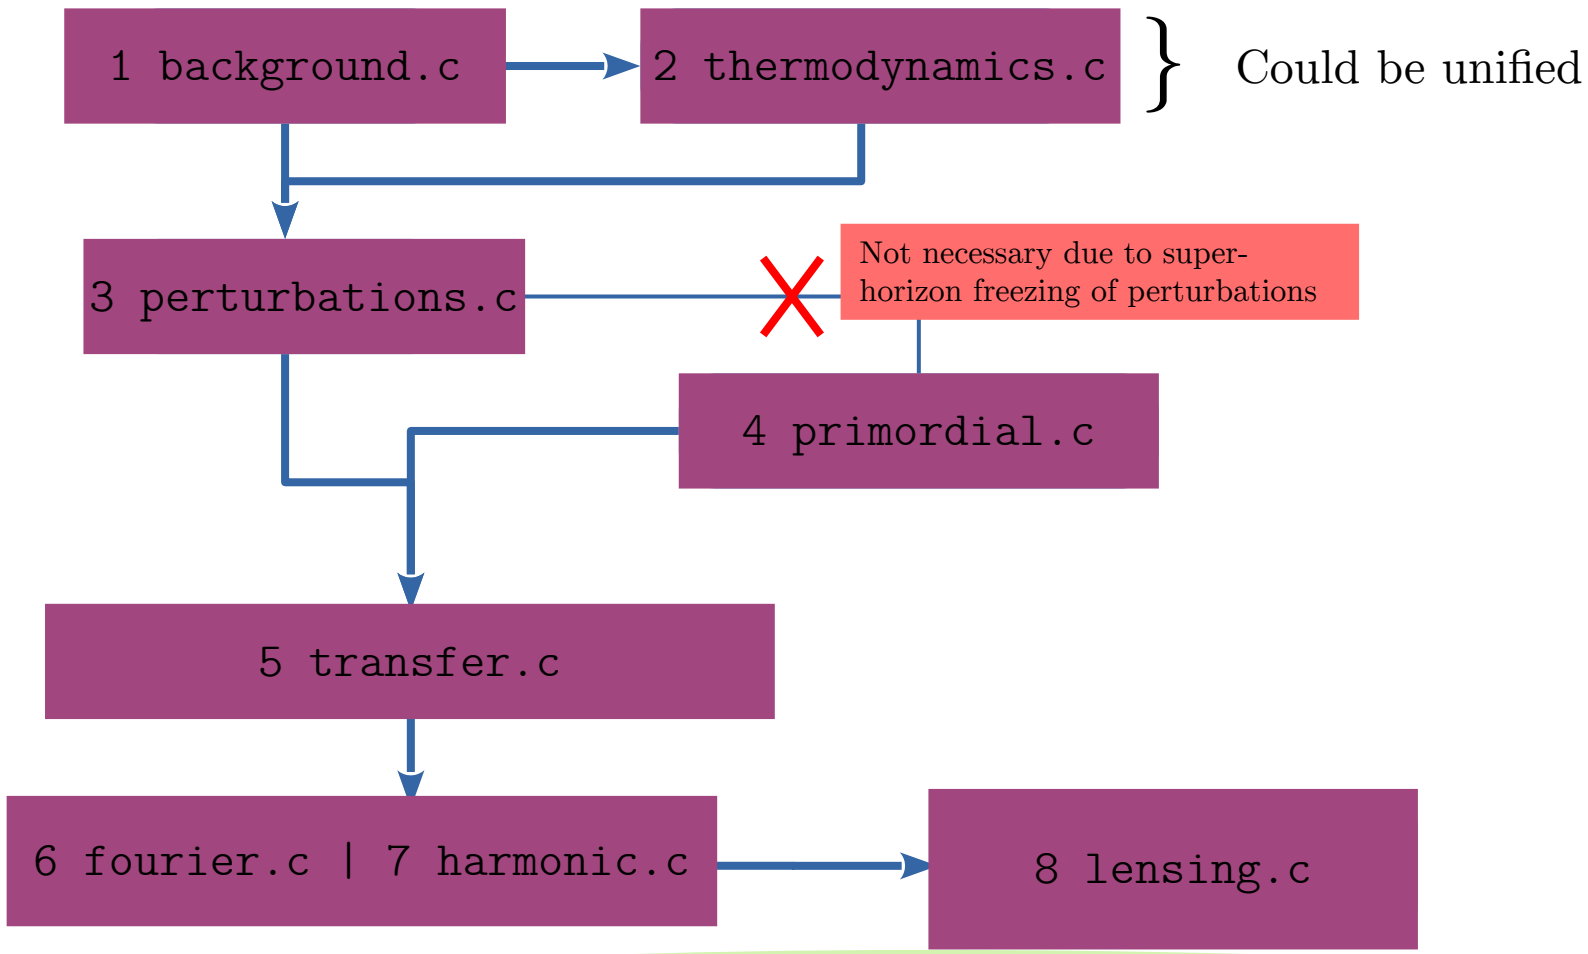 1 background.c
2 thermodynamics.c
} Could be unified
3 perturbations.c
Not necessary due to super-
horizon freezing of perturbations
4 primordial.c
5 transfer.c
6 fourier.c | 7 harmonic.c
8 lensing.c